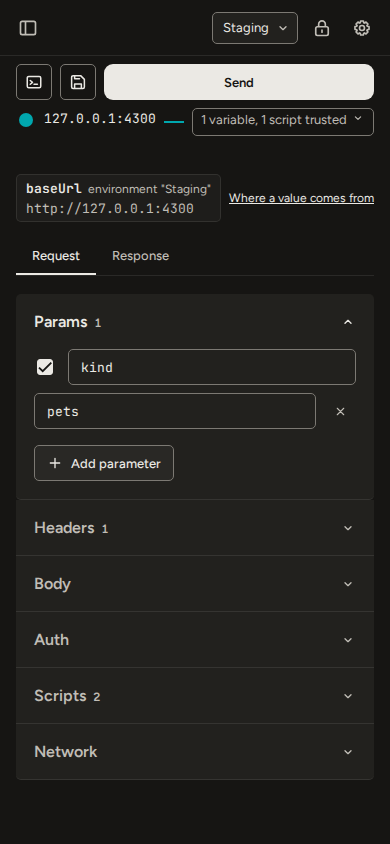 Staging
Send
127.0.0.1:4300
1 variable, 1 script trusted
baseUrl environment "Staging"
http://127.0.0.1:4300
Where a value comes from
Request Response
Params 1
kind
pets
Add parameter
Headers 1
Body
Auth
Scripts 2
Network